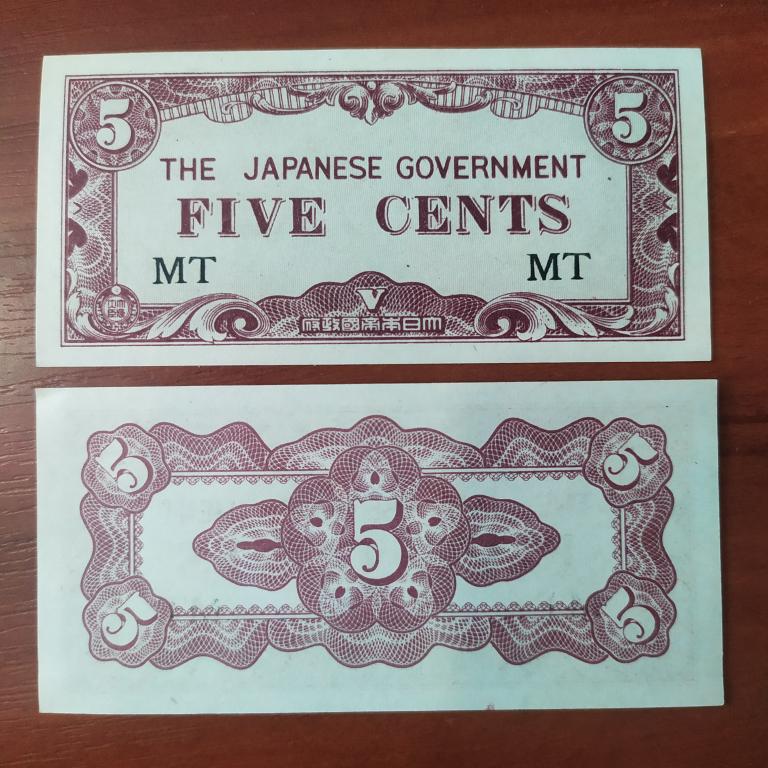 5 5
THE JAPANESE GOVERNMENT
FIVE CENTS
MT MT
V
府政國帝本日大
5 5
5
5 5